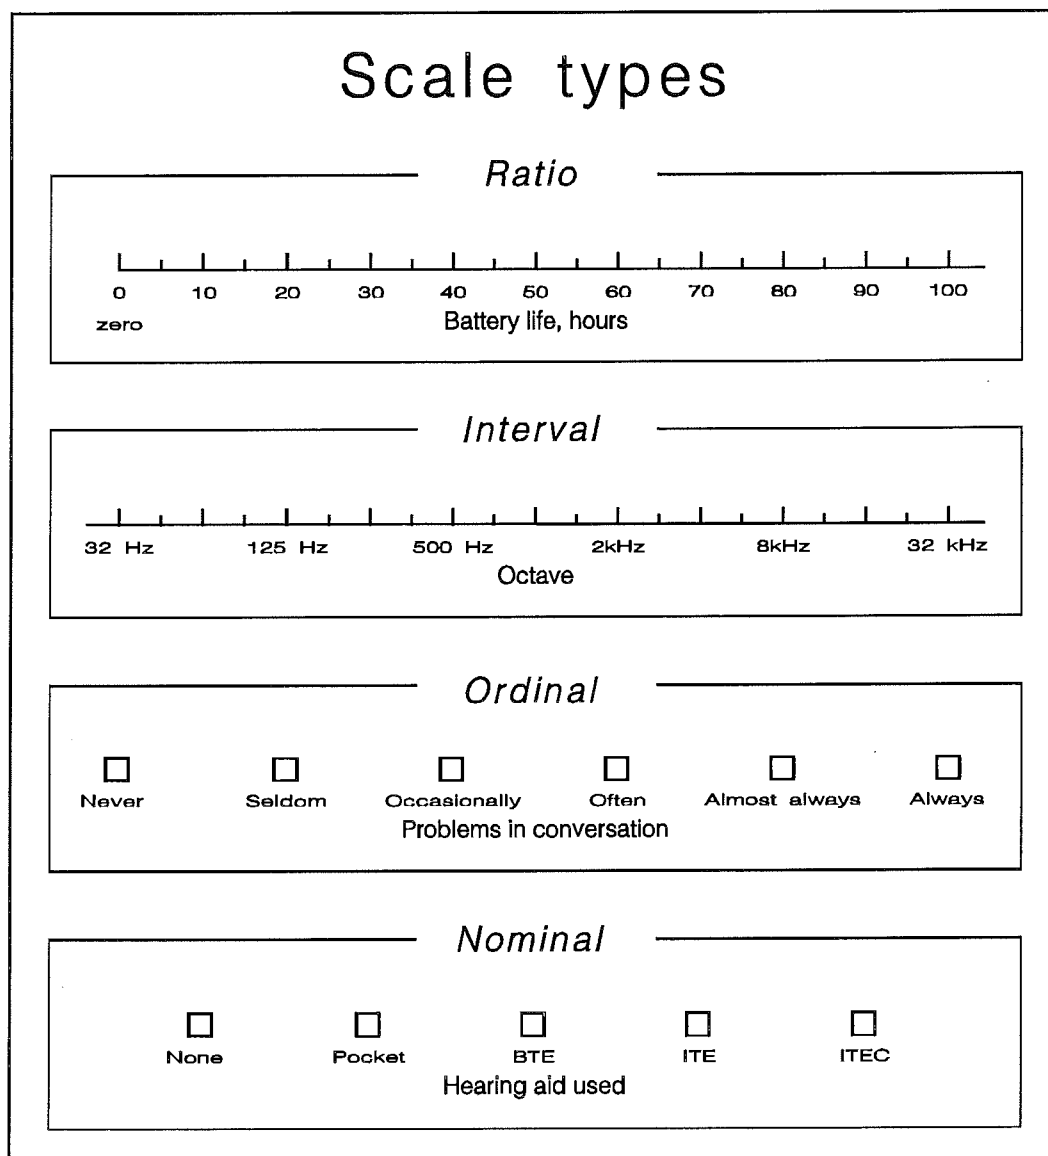 Scale types
Ratio
0 10 20 30 40 50 60 70 80 90 100
zero
Battery life, hours
Interval
32 Hz 125 Hz 500 Hz 2kHz 8kHz 32 kHz
Octave
Ordinal
Never Seldom Occasionally Often Almost always Always
Problems in conversation
Nominal
None Pocket BTE ITE ITEC
Hearing aid used